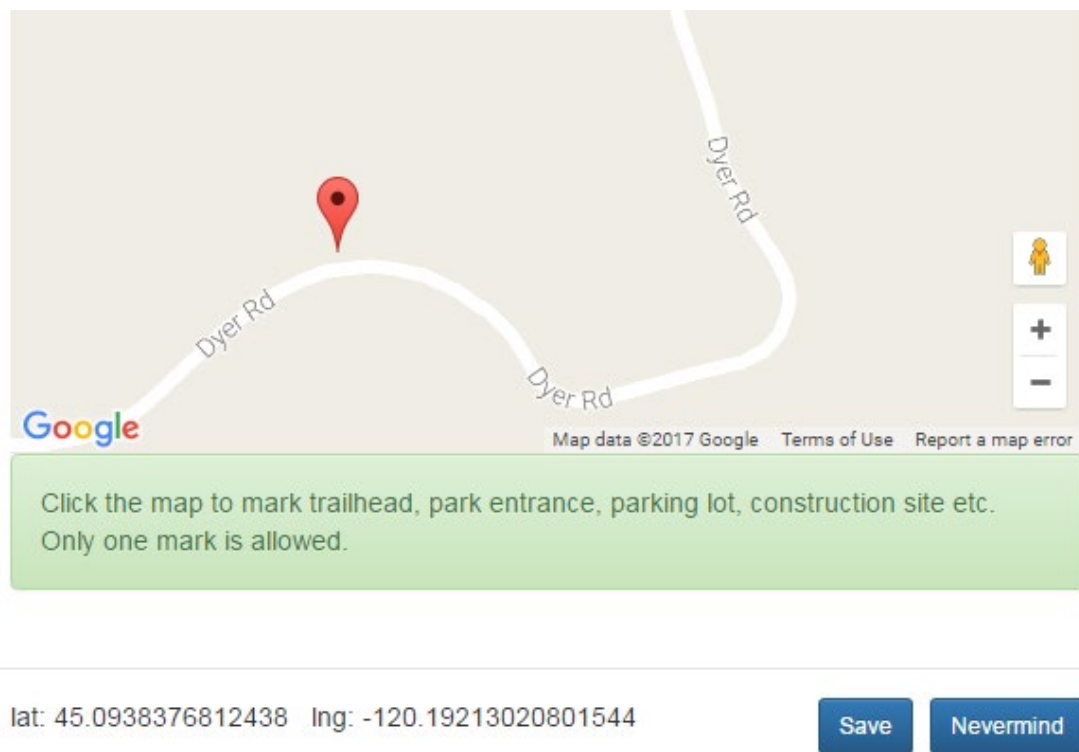 Dyer Rd
Dyer Rd
Dyer Rd
+
−
Google
Map data ©2017 Google Terms of Use Report a map error
Click the map to mark trailhead, park entrance, parking lot, construction site etc.
Only one mark is allowed.
lat: 45.0938376812438 lng: -120.19213020801544 Save Nevermind